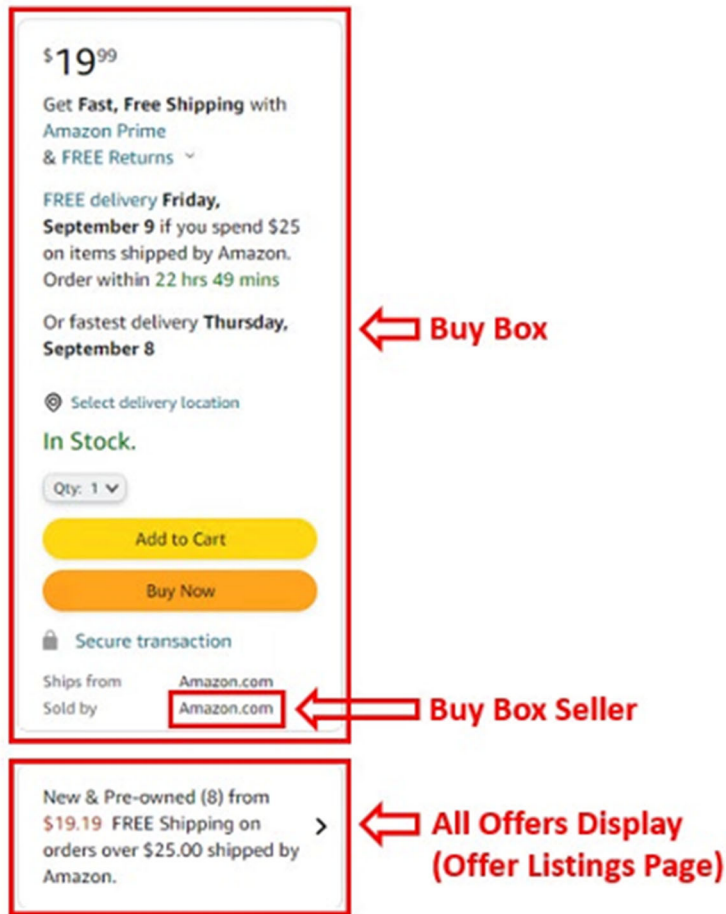 $19 99
Get Fast, Free Shipping with
Amazon Prime
& FREE Returns
FREE delivery Friday,
September 9 if you spend $25
on items shipped by Amazon.
Order within 22 hrs 49 mins
Or fastest delivery Thursday,
September 8
Buy Box
Select delivery location
In Stock.
Qty: 1
Add to Cart
Buy Now
Secure transaction
Ships from Amazon.com
Sold by Amazon.com
Buy Box Seller
New & Pre-owned (8) from
$19.19 FREE Shipping on
orders over $25.00 shipped by
Amazon.
All Offers Display
(Offer Listings Page)